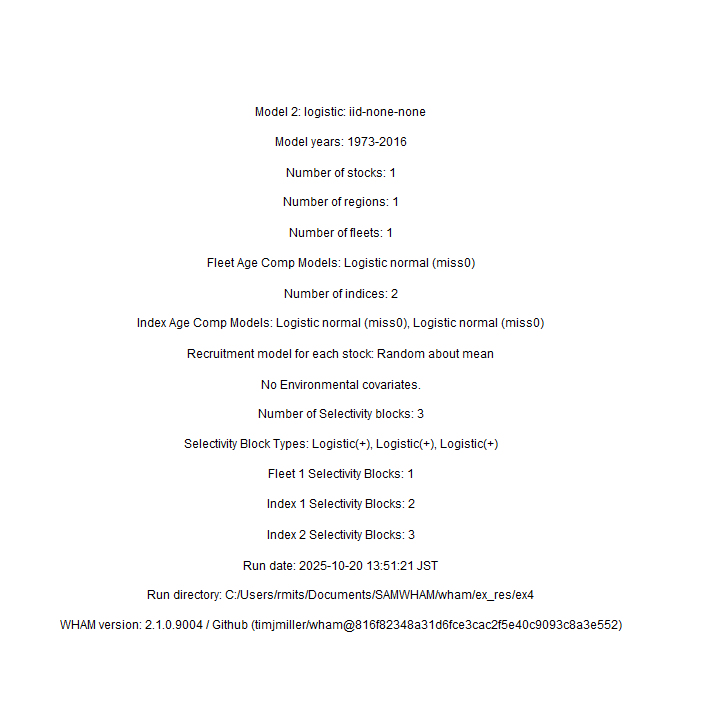 Model 2: logistic: iid-none-none
Model years: 1973-2016
Number of stocks: 1
Number of regions: 1
Number of fleets: 1
Fleet Age Comp Models: Logistic normal (miss0)
Number of indices: 2
Index Age Comp Models: Logistic normal (miss0), Logistic normal (miss0)
Recruitment model for each stock: Random about mean
No Environmental covariates.
Number of Selectivity blocks: 3
Selectivity Block Types: Logistic(+), Logistic(+), Logistic(+)
Fleet 1 Selectivity Blocks: 1
Index 1 Selectivity Blocks: 2
Index 2 Selectivity Blocks: 3
Run date: 2025-10-20 13:51:21 JST
Run directory: C:/Users/rmits/Documents/SAMWHAM/wham/ex_res/ex4
WHAM version: 2.1.0.9004 / Github (timjmiller/wham@816f82348a31d6fce3cac2f5e40c9093c8a3e552)